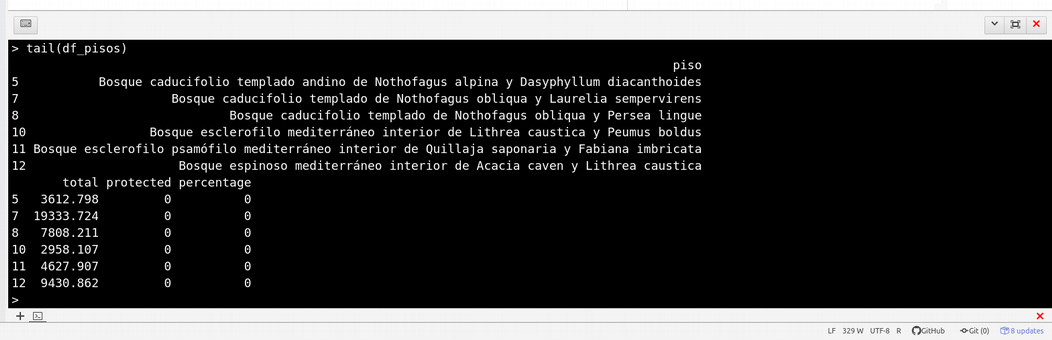 > tail(df_pisos)
piso
5 Bosque caducifolio templado andino de Nothofagus alpina y Dasyphyllum diacanthoides
7 Bosque caducifolio templado de Nothofagus obliqua y Laurelia sempervirens
8 Bosque caducifolio templado de Nothofagus obliqua y Persea lingue
10 Bosque esclerofilo mediterráneo interior de Lithrea caustica y Peumus boldus
11 Bosque esclerofilo psamófilo mediterráneo interior de Quillaja saponaria y Fabiana imbricata
12 Bosque espinoso mediterráneo interior de Acacia caven y Lithrea caustica
total protected percentage
5 3612.798 0 0
7 19333.724 0 0
8 7808.211 0 0
10 2958.107 0 0
11 4627.907 0 0
12 9430.862 0 0
>
LF 329 W UTF-8 R GitHub Git (0) 8 updates